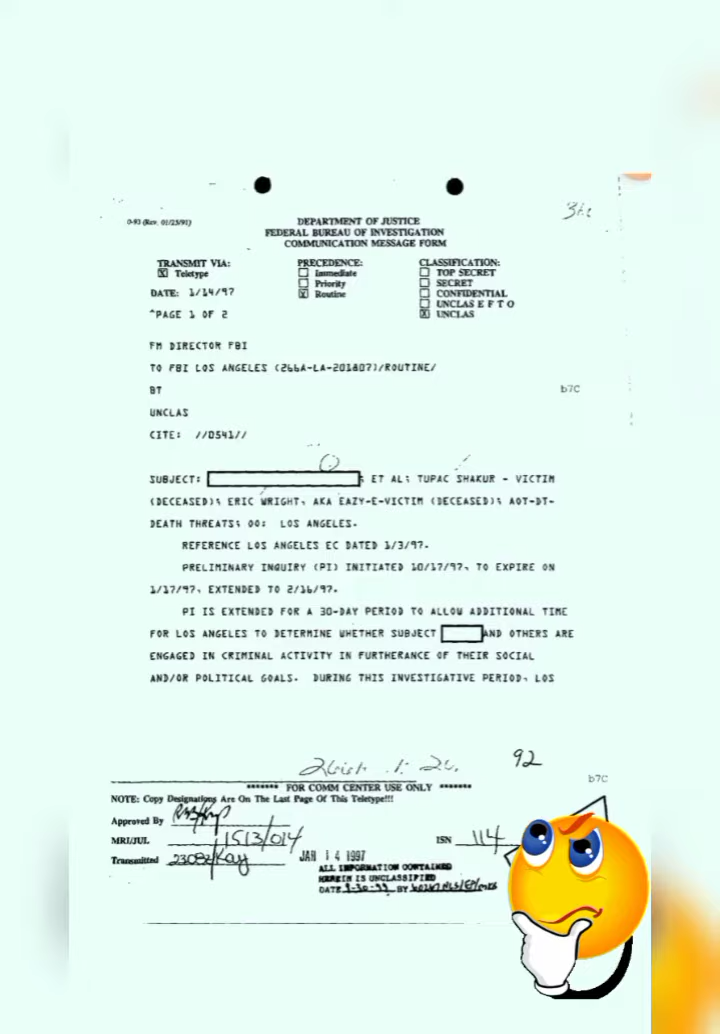 0-93 (Rev. 01/23/91)
DEPARTMENT OF JUSTICE
FEDERAL BUREAU OF INVESTIGATION
COMMUNICATION MESSAGE FORM
TRANSMIT VIA:
☒ Teletype
PRECEDENCE:
☐ Immediate
☐ Priority
☒ Routine
CLASSIFICATION:
☐ TOP SECRET
☐ SECRET
☐ CONFIDENTIAL
☐ UNCLAS E F T O
☒ UNCLAS
DATE: 1/14/97
^PAGE 1 OF 2
FM DIRECTOR FBI
TO FBI LOS ANGELES (266A-LA-201807)/ROUTINE/
BT
b7C
UNCLAS
CITE: //0541//
SUBJECT: ; ET AL; TUPAC SHAKUR - VICTIM
(DECEASED); ERIC WRIGHT, AKA EAZY-E-VICTIM (DECEASED); AOT-DT-
DEATH THREATS; OO: LOS ANGELES.
REFERENCE LOS ANGELES EC DATED 1/3/97.
PRELIMINARY INQUIRY (PI) INITIATED 10/17/97, TO EXPIRE ON
1/17/97, EXTENDED TO 2/16/97.
PI IS EXTENDED FOR A 30-DAY PERIOD TO ALLOW ADDITIONAL TIME
FOR LOS ANGELES TO DETERMINE WHETHER SUBJECT AND OTHERS ARE
ENGAGED IN CRIMINAL ACTIVITY IN FURTHERANCE OF THEIR SOCIAL
AND/OR POLITICAL GOALS. DURING THIS INVESTIGATIVE PERIOD, LOS
92
b7C
******* FOR COMM CENTER USE ONLY *******
NOTE: Copy Designations Are On The Last Page Of This Teletype!!!
Approved By
MRI/JUL 1513/014
ISN 114
Transmitted
JAN 14 1997
ALL INFORMATION CONTAINED
HEREIN IS UNCLASSIFIED
DATE BY